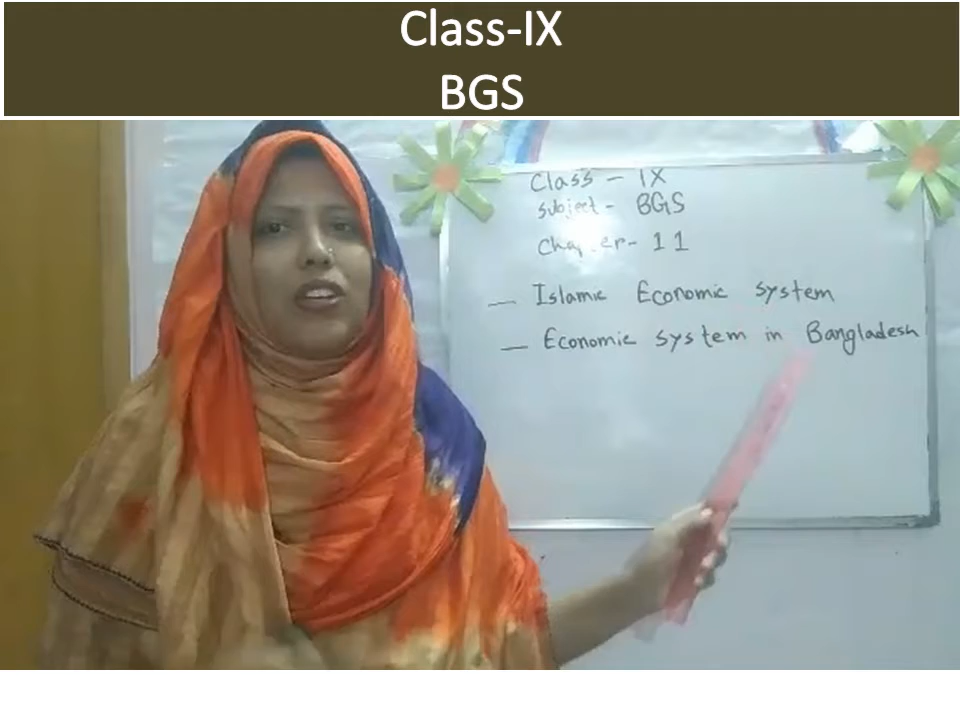 Class-IX
BGS
Class - IX
subject - BGS
Chapter - 11
— Islamic Economic system
— Economic system in Bangladesh